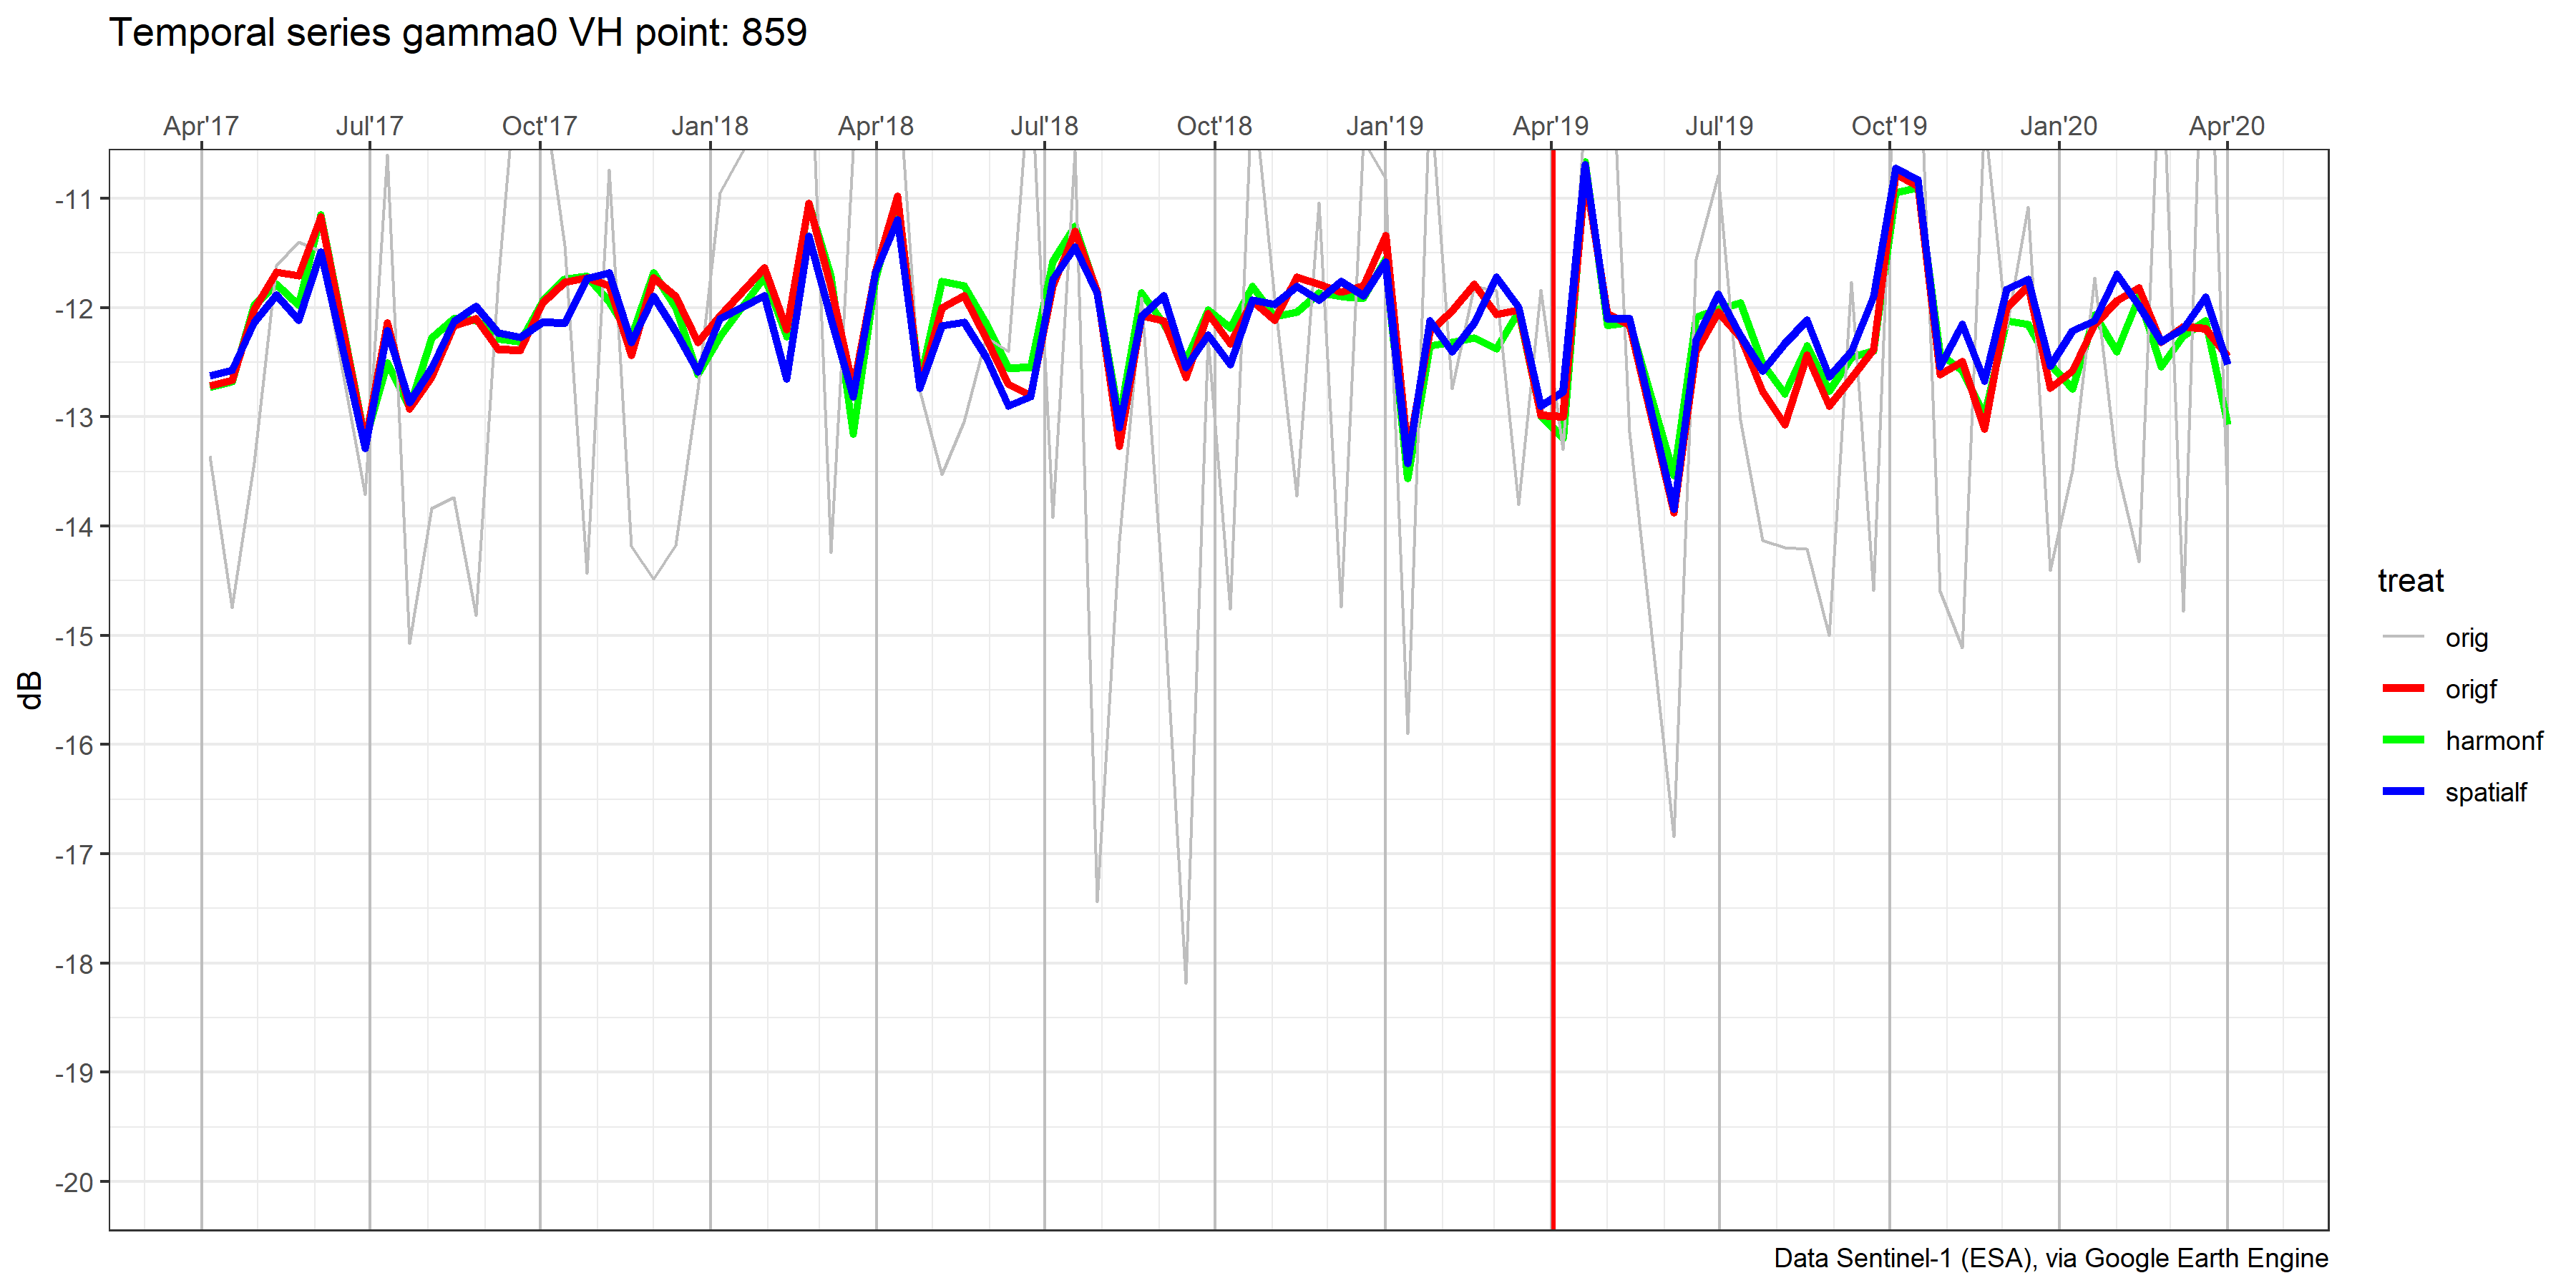 Temporal series gamma0 VH point: 859
Apr'17 Jul'17 Oct'17 Jan'18 Apr'18 Jul'18 Oct'18 Jan'19 Apr'19 Jul'19 Oct'19 Jan'20 Apr'20
-11
-12
-13
-14
-15
-16
-17
-18
-19
-20
dB
treat
orig
origf
harmonf
spatialf
Data Sentinel-1 (ESA), via Google Earth Engine